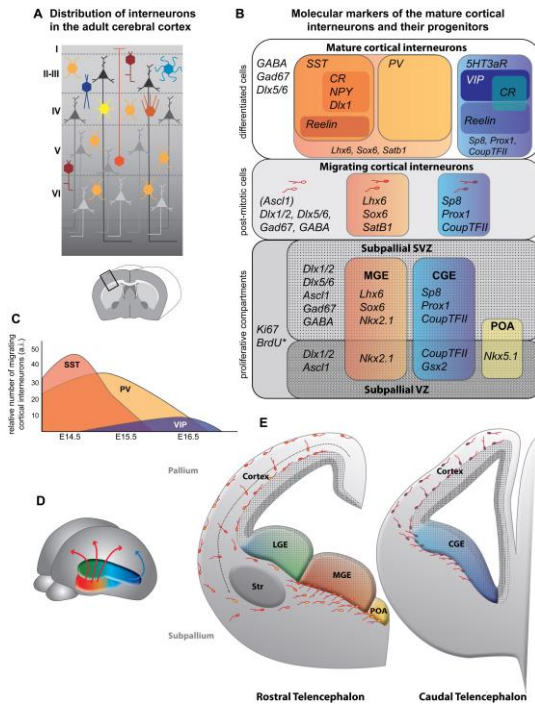 A Distribution of interneurons
in the adult cerebral cortex
I
II-III
IV
V
VI
B Molecular markers of the mature cortical
interneurons and their progenitors
Mature cortical interneurons
differentiated cells
GABA
Gad67
Dlx5/6
SST
CR
NPY
Dlx1
Reelin
PV
Lhx6, Sox6, Satb1
5HT3aR
VIP
CR
Reelin
Sp8, Prox1,
CoupTFII
Migrating cortical interneurons
post-mitotic cells
(Ascl1)
Dlx1/2, Dlx5/6,
Gad67, GABA
Lhx6
Sox6
SatB1
Sp8
Prox1
CoupTFII
Subpallial SVZ
proliferative compartments
Ki67
BrdU*
Dlx1/2
Dlx5/6
Ascl1
Gad67
GABA
MGE
Lhx6
Sox6
Nkx2.1
CGE
Sp8
Prox1
CoupTFII
POA
Nkx5.1
Dlx1/2
Ascl1
Nkx2.1
CoupTFII
Gsx2
Subpallial VZ
C
relative number of migrating
cortical interneurons (a.i.)
50
40
30
20
10
SST
PV
VIP
E14.5 E15.5 E16.5
D
E
Pallium
Subpallium
Cortex
LGE
MGE
Str
POA
Rostral Telencephalon
Cortex
CGE
Caudal Telencephalon